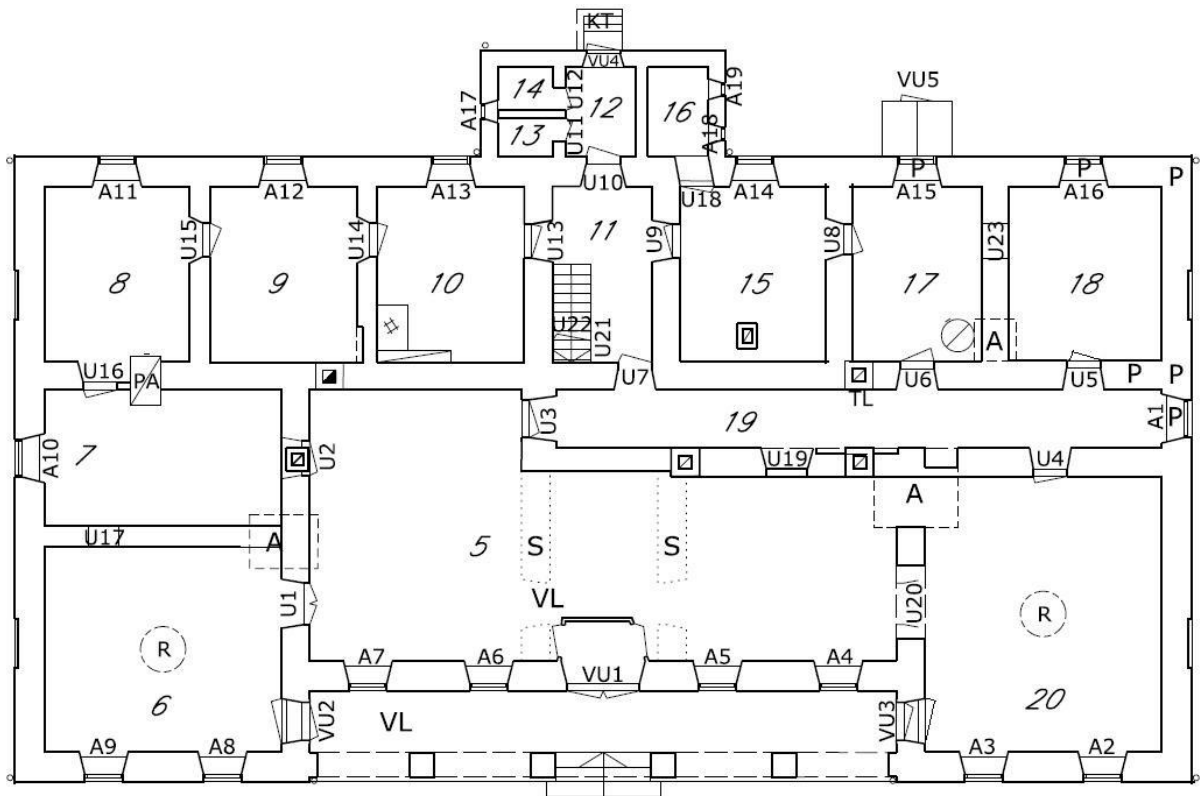 KT
VU4
14 U12 12 A19 VU5
A17 16
13 U11 A18
P P P
A11 A12 A13 U10 A14 A15 A16
U18
U15 U14 U13 11 U9 U8 U23
8 9 10 15 17 18
U22 U21 A
U16 PA U7 U6 U5 P P
TL
U3 19 A1 P
A10 7 U2 U19 U4
A
U17 A 5 S S
U1 VL U20
R R
A7 A6 A5 A4
VU1
6 20
VU2 VL VU3
A9 A8 A3 A2